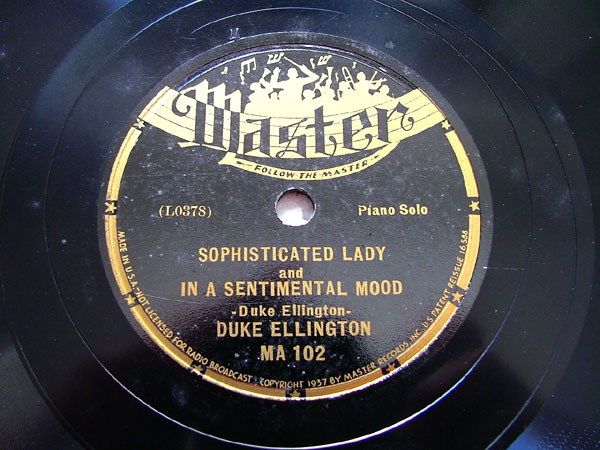 Master
FOLLOW-THE-MASTER
(L0378)
Piano Solo
SOPHISTICATED LADY
and
IN A SENTIMENTAL MOOD
-Duke Ellington-
DUKE ELLINGTON
MA 102
MADE IN U.S.A.-NOT LICENSED FOR RADIO BROADCAST-COPYRIGHT 1937 BY MASTER RECORDS INC. U.S. PATENT REISSUE 16588